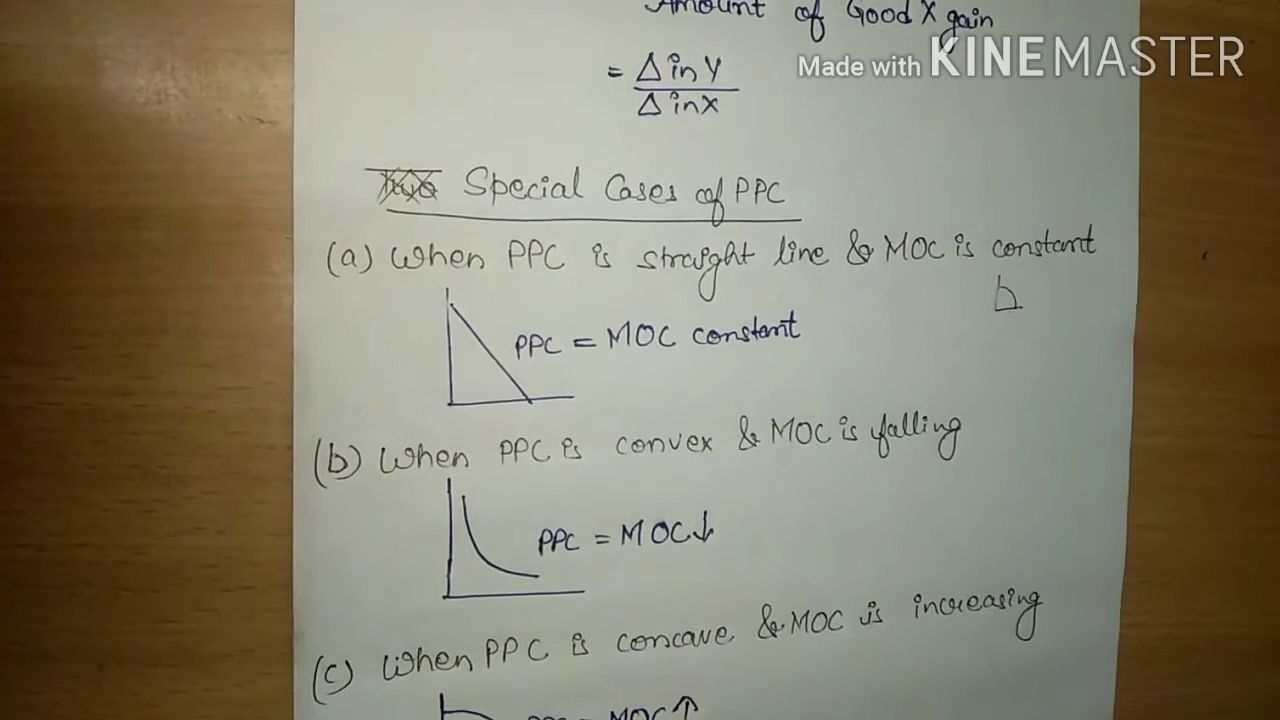 Amount of Good X gain
Made with KINEMASTER
= Δ in Y
Δ in X
Special Cases of PPC
(a) When PPC is straight line & MOC is constant
PPC = MOC constant
(b) When PPC is convex & MOC is falling
PPC = MOC↓
(c) When PPC is concave & MOC is increasing
MOC↑